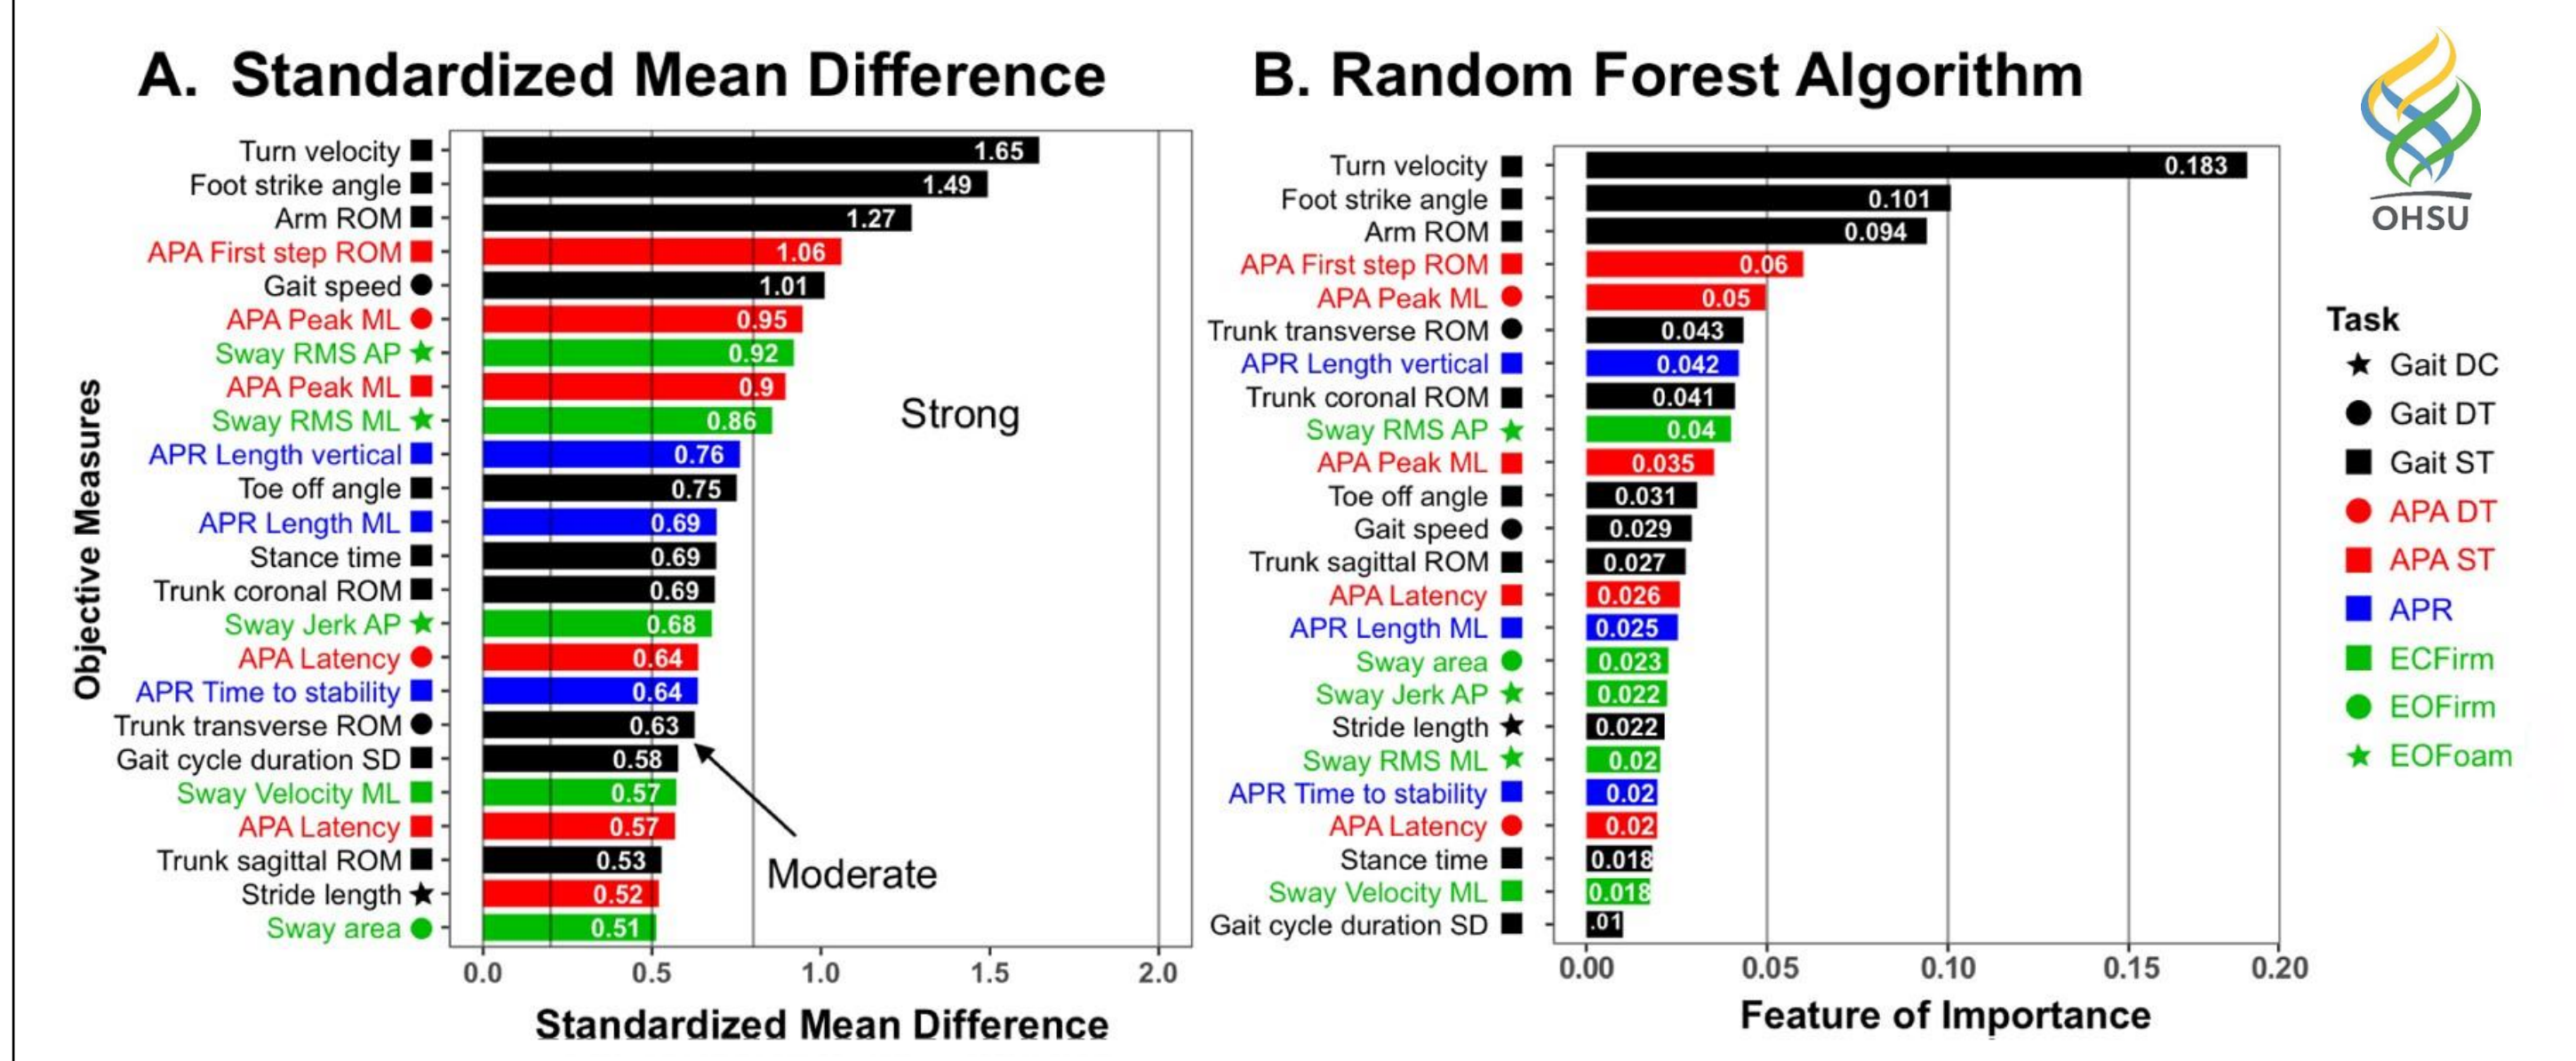 A. Standardized Mean Difference
Objective Measures
Turn velocity 1.65
Foot strike angle 1.49
Arm ROM 1.27
APA First step ROM 1.06
Gait speed 1.01
APA Peak ML 0.95
Sway RMS AP 0.92
APA Peak ML 0.9
Sway RMS ML 0.86
APR Length vertical 0.76
Toe off angle 0.75
APR Length ML 0.69
Stance time 0.69
Trunk coronal ROM 0.69
Sway Jerk AP 0.68
APA Latency 0.64
APR Time to stability 0.64
Trunk transverse ROM 0.63
Gait cycle duration SD 0.58
Sway Velocity ML 0.57
APA Latency 0.57
Trunk sagittal ROM 0.53
Stride length 0.52
Sway area 0.51
Strong
Moderate
0.0 0.5 1.0 1.5 2.0
Standardized Mean Difference
B. Random Forest Algorithm
Turn velocity 0.183
Foot strike angle 0.101
Arm ROM 0.094
APA First step ROM 0.06
APA Peak ML 0.05
Trunk transverse ROM 0.043
APR Length vertical 0.042
Trunk coronal ROM 0.041
Sway RMS AP 0.04
APA Peak ML 0.035
Toe off angle 0.031
Gait speed 0.029
Trunk sagittal ROM 0.027
APA Latency 0.026
APR Length ML 0.025
Sway area 0.023
Sway Jerk AP 0.022
Stride length 0.022
Sway RMS ML 0.02
APR Time to stability 0.02
APA Latency 0.02
Stance time 0.018
Sway Velocity ML 0.018
Gait cycle duration SD .01
0.00 0.05 0.10 0.15 0.20
Feature of Importance
OHSU
Task
Gait DC
Gait DT
Gait ST
APA DT
APA ST
APR
ECFirm
EOFirm
EOFoam